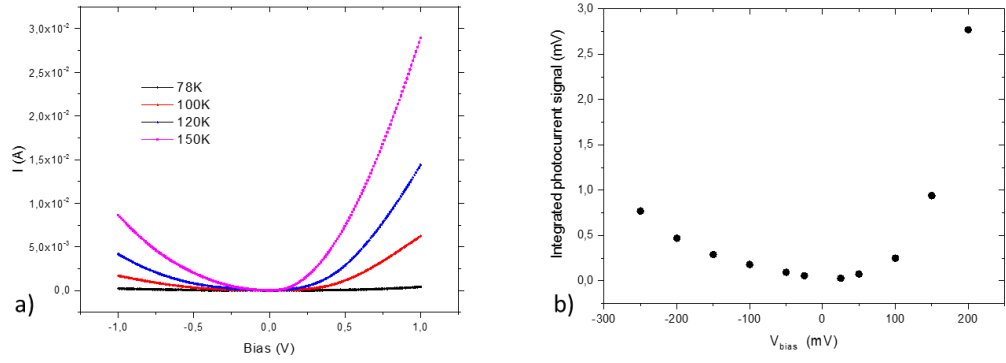 3,0x10⁻²
2,5x10⁻²
2,0x10⁻²
1,5x10⁻²
1,0x10⁻²
5,0x10⁻³
0,0
I (A)
78K
100K
120K
150K
-1,0 -0,5 0,0 0,5 1,0
Bias (V)
a)
3,0
2,5
2,0
1,5
1,0
0,5
0,0
Integrated photocurrent signal (mV)
-300 -200 -100 0 100 200
V_bias (mV)
b)